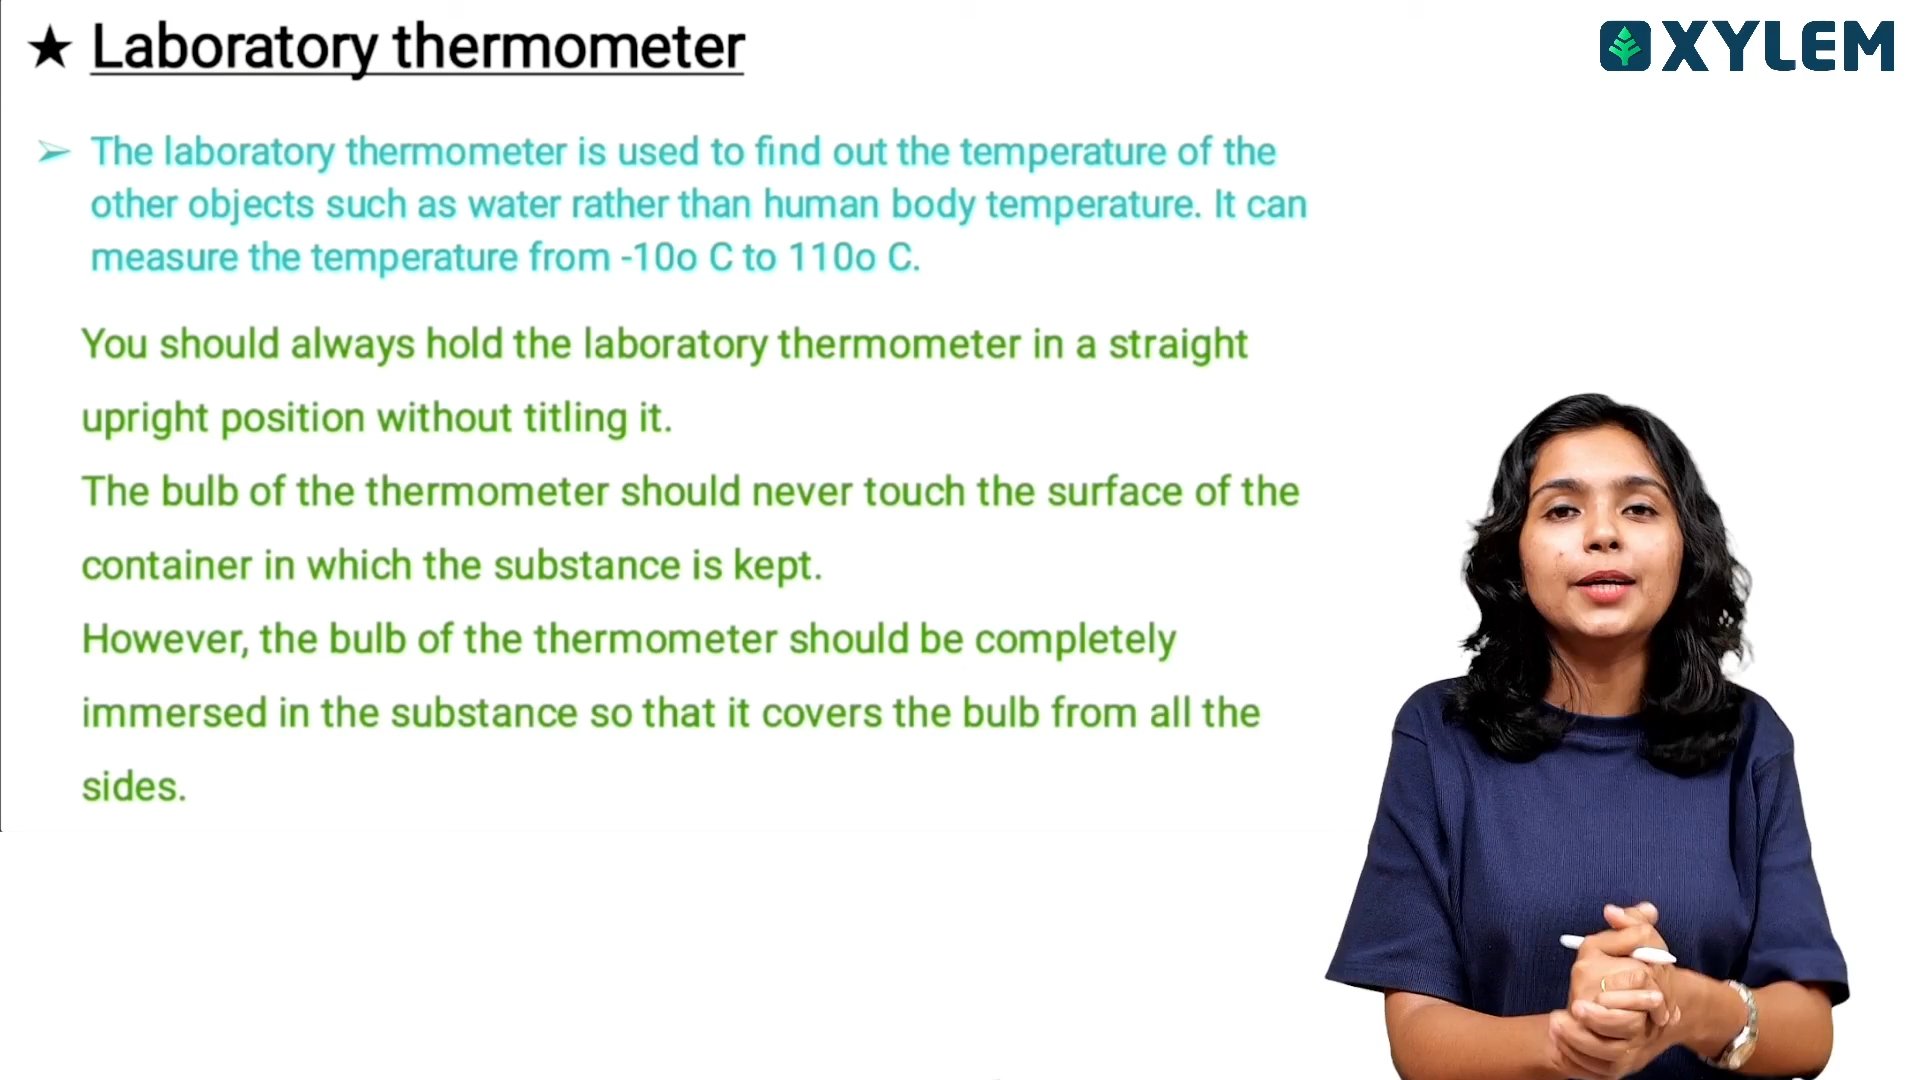 ★ Laboratory thermometer
XYLEM
➢ The laboratory thermometer is used to find out the temperature of the
other objects such as water rather than human body temperature. It can
measure the temperature from -10o C to 110o C.
You should always hold the laboratory thermometer in a straight
upright position without titling it.
The bulb of the thermometer should never touch the surface of the
container in which the substance is kept.
However, the bulb of the thermometer should be completely
immersed in the substance so that it covers the bulb from all the
sides.